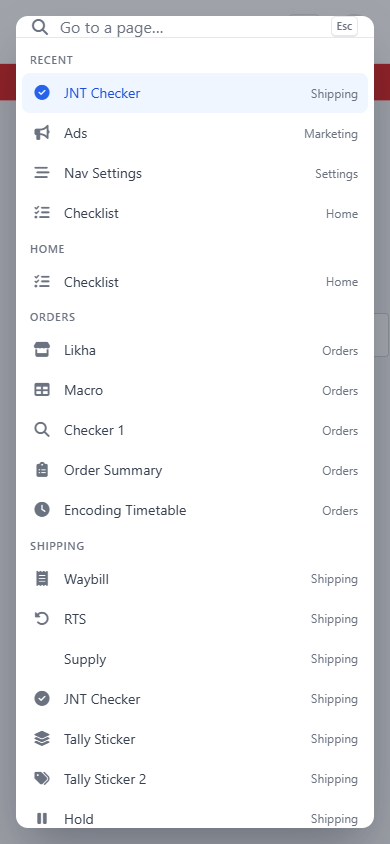 Go to a page...
Esc
RECENT
JNT Checker Shipping
Ads Marketing
Nav Settings Settings
Checklist Home
HOME
Checklist Home
ORDERS
Likha Orders
Macro Orders
Checker 1 Orders
Order Summary Orders
Encoding Timetable Orders
SHIPPING
Waybill Shipping
RTS Shipping
Supply Shipping
JNT Checker Shipping
Tally Sticker Shipping
Tally Sticker 2 Shipping
Hold Shipping